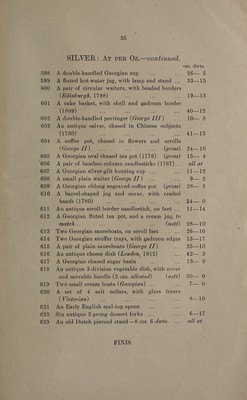 35
SILVER: AT PER OZ.—continued.
ozs. dwts.
598 A double-handled Georgian cup ... 26— 5
599 A fluted hot-water jug, with lamp and stand ... 33—15
600 A pair of circular waiters, with beaded borders
(Edinburgh, 1788) ... 19—13
601 A cake basket, with shell and gadroon border
(1809) ... 40—12
602 A double-handled porringer (George III) ... 10— 8
603 An antique salver, chased in Chinese subjects
(1760) ... 41—15
604 A coffee pot, chased in flowers and scrolls
(George II) (gross) 24—10
605 A Georgian oval chased tea pot (1776) (gross) 15— 4
606 A pair of bamboo column candlesticks (1767)... all at
607 A Georgian silver-gilt bonting cup ... 11—12
608 A small plain waiter (George II) ... 9— 2
609 A Georgian oblong engraved coffee pot (gross) 26— 5
610 A barrel-shaped jug and cover, with readed
bands (1780) ... 34— 0
611 An antique scroll border candlestick, on feet ... 11—14
612 A Georgian fluted tea pot, and a cream jug, to
match... (nett) 28—19
613 Two Georgian sauceboats, on scroll feet ... 26—10
614 Two Georgian snuffer trays, with gadroon edges 13—17
615 A pair of plain sauceboats (George II) ... 25—10
616 An antique cheese dish (London, 1812) ... 42— 3
617 A Georgian chased sugar basin ... 13— 0
618 An antique 3-division vegetable dish, with cover
and movable handle (2 ozs. allowed) (nett) 50— 0
619 Two small cream boats (Georgian) ... 7— 0
620 A set of 4 salt cellars, with glass liners
(Victorian) ... 8—10
621 An Early English seal-top spoon
622 Six antique 3-prong dessert forks ... 6—17
623 An old Dutch pierced stand—8 oz. 6 dwts. ... all at
FINIS.